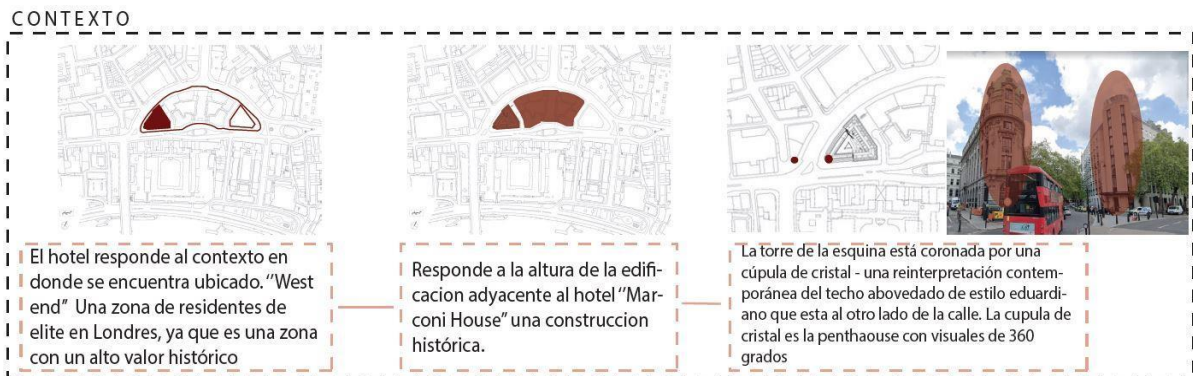 CONTEXTO
El hotel responde al contexto en
donde se encuentra ubicado. “West
end” Una zona de residentes de
elite en Londres, ya que es una zona
con un alto valor histórico
Responde a la altura de la edifi-
cacion adyacente al hotel “Mar-
coni House” una construccion
histórica.
La torre de la esquina está coronada por una
cúpula de cristal - una reinterpretación contem-
poránea del techo abovedado de estilo eduardi-
ano que esta al otro lado de la calle. La cupula de
cristal es la penthaouse con visuales de 360
grados